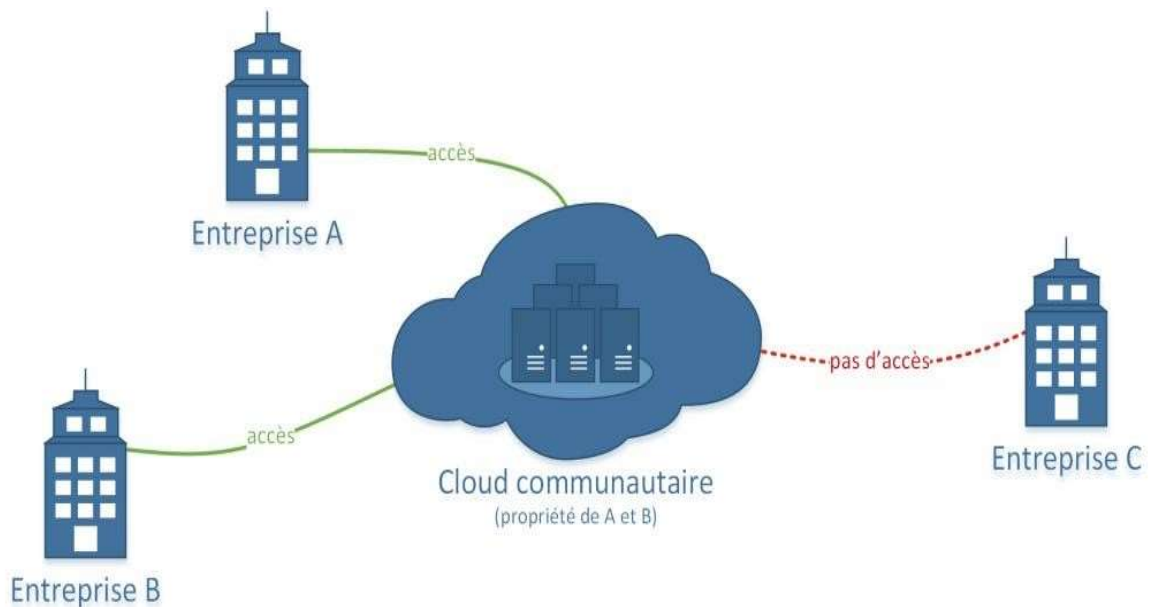 accès
Entreprise A
pas d'accès
accès
Entreprise C
Cloud communautaire
(propriété de A et B)
Entreprise B